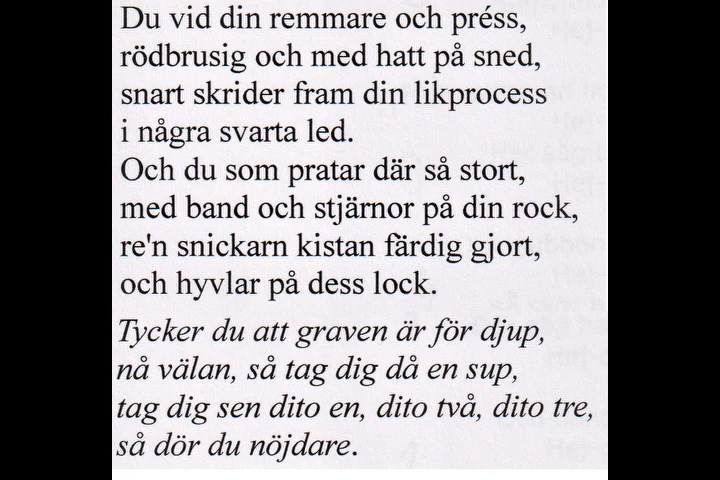 Du vid din remmare och préss,
rödbrusig och med hatt på sned,
snart skrider fram din likprocess
i några svarta led.
Och du som pratar där så stort,
med band och stjärnor på din rock,
re'n snickarn kistan färdig gjort,
och hyvlar på dess lock.
Tycker du att graven är för djup,
nå välan, så tag dig då en sup,
tag dig sen dito en, dito två, dito tre,
så dör du nöjdare.